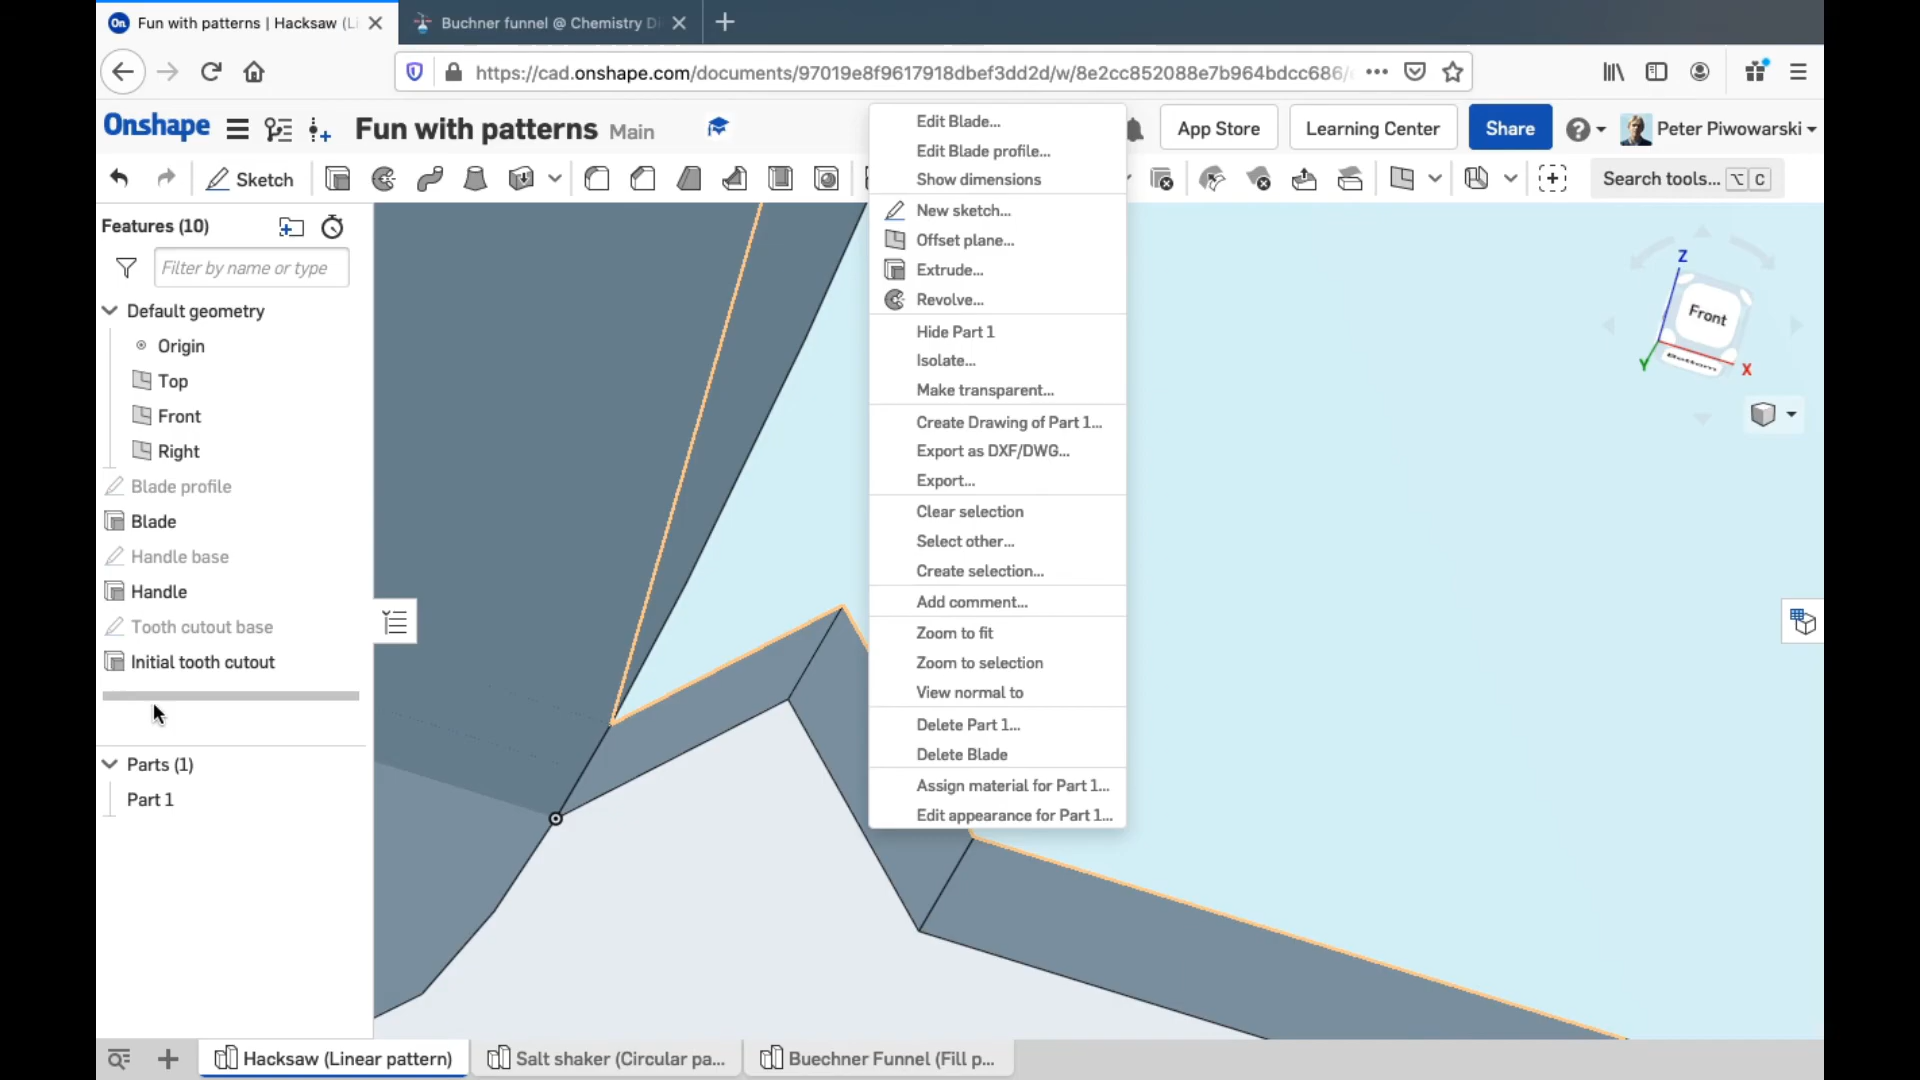 Fun with patterns | Hacksaw (Li
Buchner funnel @ Chemistry Di
https://cad.onshape.com/documents/97019e8f9617918dbef3dd2d/w/8e2cc852088e7b964bdcc686/
Onshape
Fun with patterns Main
App Store
Learning Center
Share
Peter Piwowarski
Sketch
Search tools... ⌥ C
Features (10)
Filter by name or type
Default geometry
Origin
Top
Front
Right
Blade profile
Blade
Handle base
Handle
Tooth cutout base
Initial tooth cutout
Parts (1)
Part 1
Edit Blade...
Edit Blade profile...
Show dimensions
New sketch...
Offset plane...
Extrude...
Revolve...
Hide Part 1
Isolate...
Make transparent...
Create Drawing of Part 1...
Export as DXF/DWG...
Export...
Clear selection
Select other...
Create selection...
Add comment...
Zoom to fit
Zoom to selection
View normal to
Delete Part 1...
Delete Blade
Assign material for Part 1...
Edit appearance for Part 1...
Z
Front
Bottom
Y
X
Hacksaw (Linear pattern)
Salt shaker (Circular pa...
Buechner Funnel (Fill p...